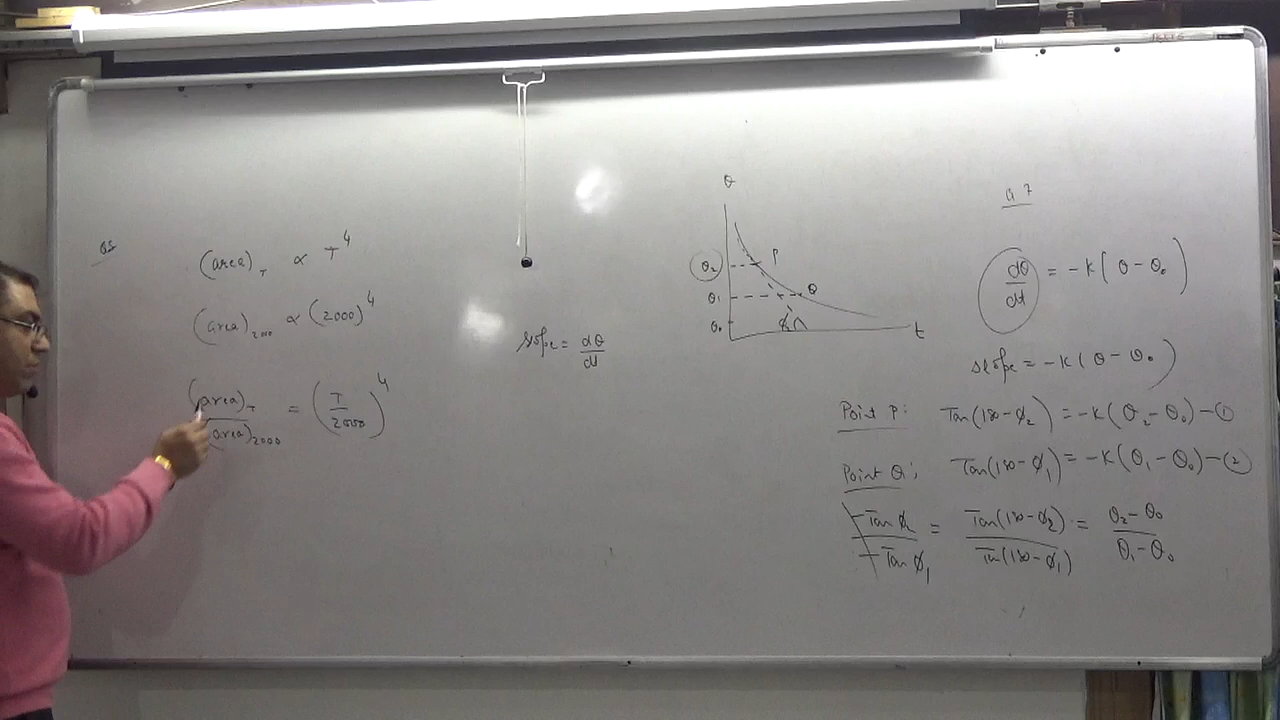 Q5
(area)_T ∝ T^4
(area)_2000 ∝ (2000)^4
(area)_T / (area)_2000 = (T/2000)^4
slope = dθ/dt
θ
θ₂
P
θ₁
Q
θ₀
t
Q7
dθ/dt = -K(θ-θ₀)
slope = -K(θ-θ₀)
Point P: Tan(180-φ₂) = -K(θ₂-θ₀) - ①
Point Q: Tan(180-φ₁) = -K(θ₁-θ₀) - ②
-Tan φ₂ / -Tan φ₁ = Tan(180-φ₂) / Tan(180-φ₁) = θ₂-θ₀ / θ₁-θ₀